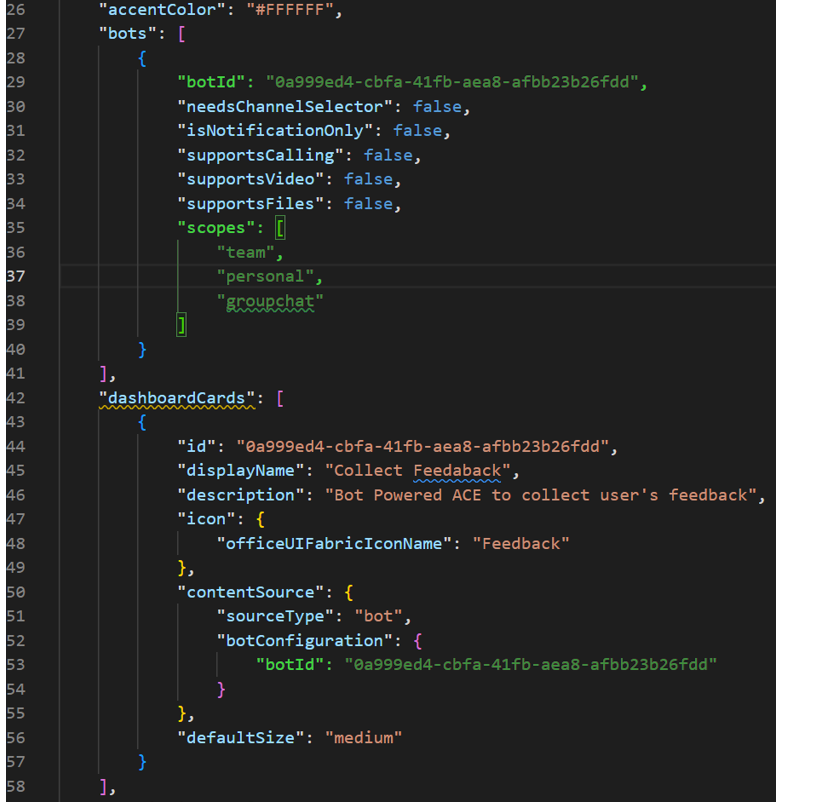 26 "accentColor": "#FFFFFF",
27 "bots": [
28 {
29 "botId": "0a999ed4-cbfa-41fb-aea8-afbb23b26fdd",
30 "needsChannelSelector": false,
31 "isNotificationOnly": false,
32 "supportsCalling": false,
33 "supportsVideo": false,
34 "supportsFiles": false,
35 "scopes": [
36 "team",
37 "personal",
38 "groupchat"
39 ]
40 }
41 ],
42 "dashboardCards": [
43 {
44 "id": "0a999ed4-cbfa-41fb-aea8-afbb23b26fdd",
45 "displayName": "Collect Feedaback",
46 "description": "Bot Powered ACE to collect user's feedback",
47 "icon": {
48 "officeUIFabricIconName": "Feedback"
49 },
50 "contentSource": {
51 "sourceType": "bot",
52 "botConfiguration": {
53 "botId": "0a999ed4-cbfa-41fb-aea8-afbb23b26fdd"
54 }
55 },
56 "defaultSize": "medium"
57 }
58 ],